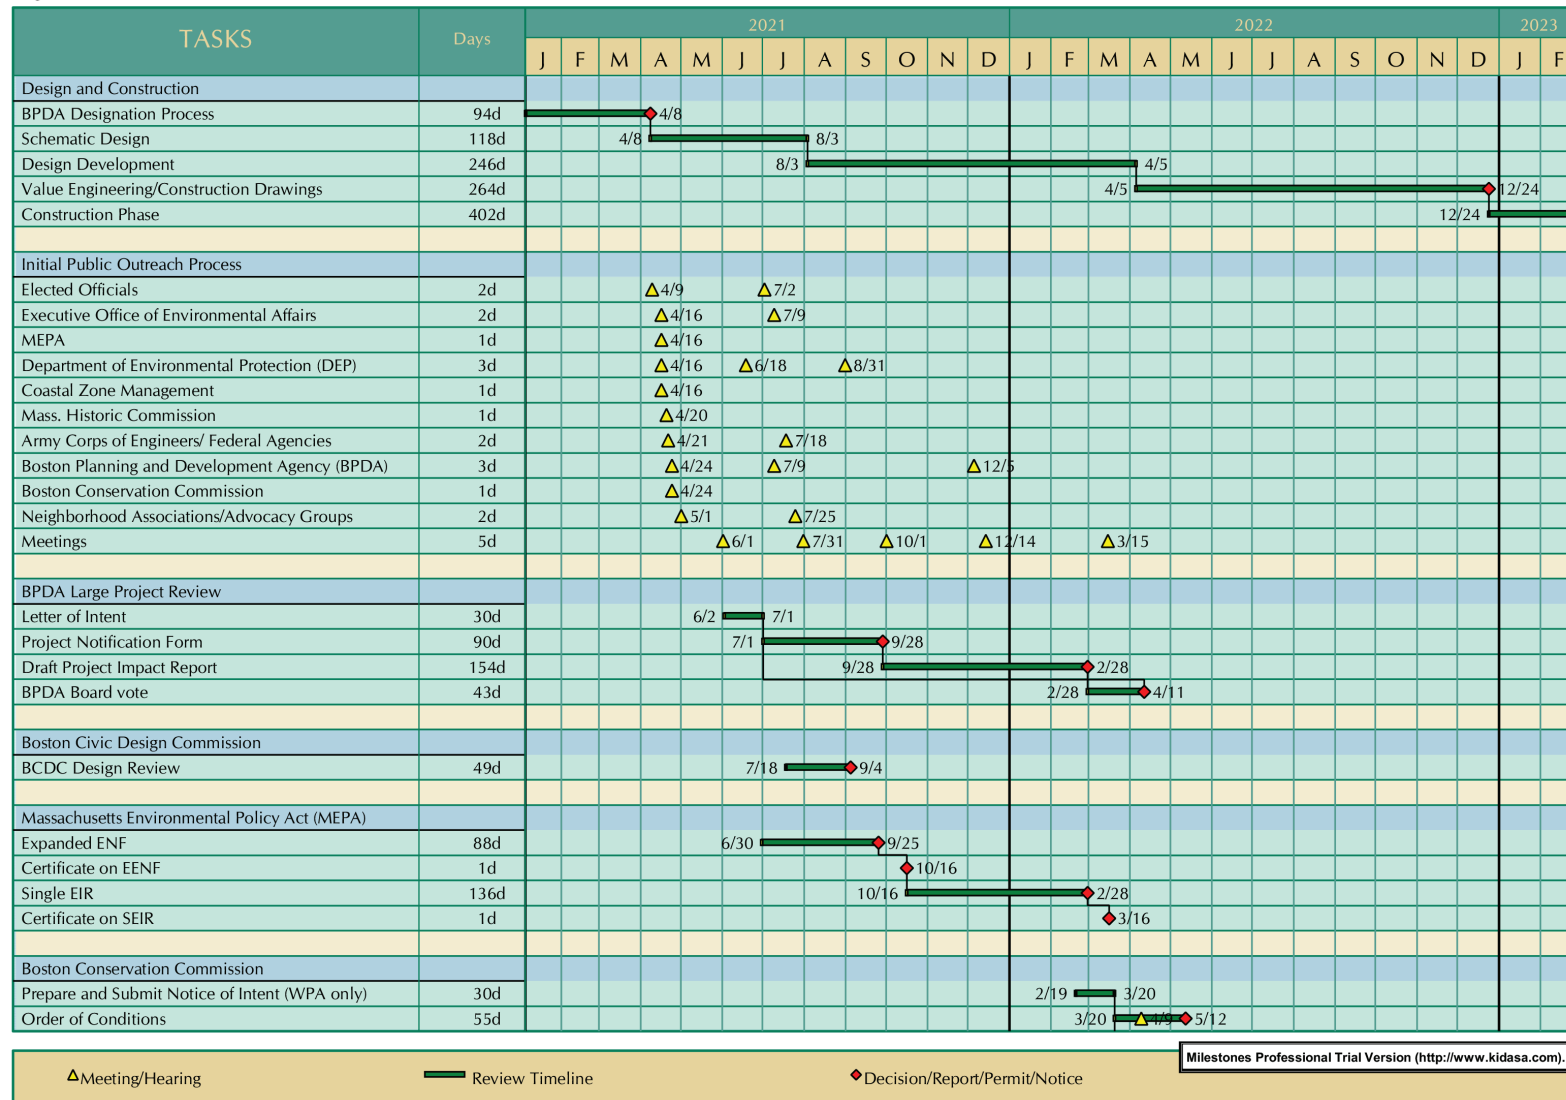 TASKS Days 2021 2022 2023
J F M A M J J A S O N D J F M A M J J A S O N D J F
Design and Construction
BPDA Designation Process 94d 4/8
Schematic Design 118d 4/8 8/3
Design Development 246d 8/3 4/5
Value Engineering/Construction Drawings 264d 4/5 12/24
Construction Phase 402d 12/24
Initial Public Outreach Process
Elected Officials 2d 4/9 7/2
Executive Office of Environmental Affairs 2d 4/16 7/9
MEPA 1d 4/16
Department of Environmental Protection (DEP) 3d 4/16 6/18 8/31
Coastal Zone Management 1d 4/16
Mass. Historic Commission 1d 4/20
Army Corps of Engineers/ Federal Agencies 2d 4/21 7/18
Boston Planning and Development Agency (BPDA) 3d 4/24 7/9 12/5
Boston Conservation Commission 1d 4/24
Neighborhood Associations/Advocacy Groups 2d 5/1 7/25
Meetings 5d 6/1 7/31 10/1 12/14 3/15
BPDA Large Project Review
Letter of Intent 30d 6/2 7/1
Project Notification Form 90d 7/1 9/28
Draft Project Impact Report 154d 9/28 2/28
BPDA Board vote 43d 2/28 4/11
Boston Civic Design Commission
BCDC Design Review 49d 7/18 9/4
Massachusetts Environmental Policy Act (MEPA)
Expanded ENF 88d 6/30 9/25
Certificate on EENF 1d 10/16
Single EIR 136d 10/16 2/28
Certificate on SEIR 1d 3/16
Boston Conservation Commission
Prepare and Submit Notice of Intent (WPA only) 30d 2/19 3/20
Order of Conditions 55d 3/20 4/9 5/12
Milestones Professional Trial Version (http://www.kidasa.com).
Meeting/Hearing Review Timeline Decision/Report/Permit/Notice